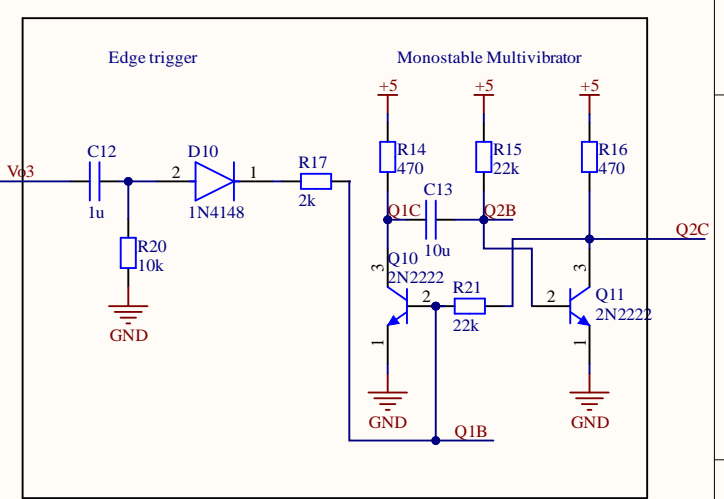 Edge trigger
Monostable Multivibrator
+5
+5
+5
Vo3
C12
1u
2
D10
1
1N4148
R17
2k
R14
470
R15
22k
R16
470
C13
10u
Q1C
Q2B
Q2C
R20
10k
GND
3
Q10
2N2222
2
1
R21
22k
2
3
Q11
2N2222
1
GND
GND
Q1B